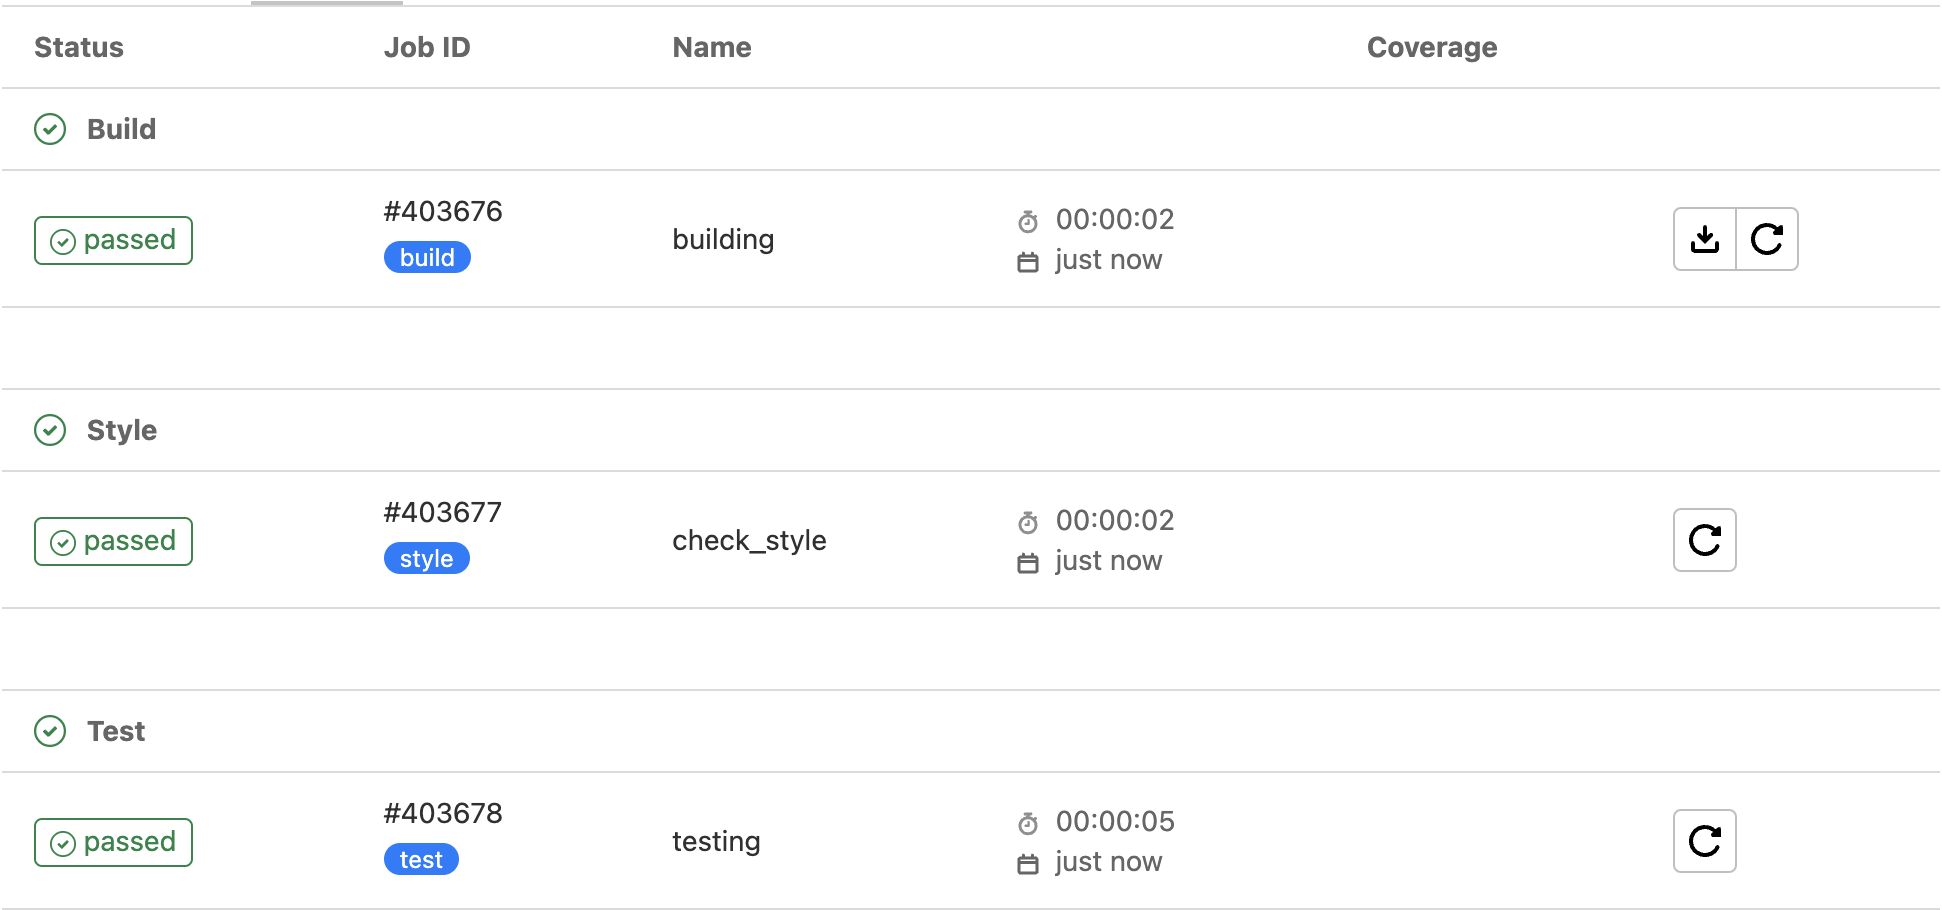 Status Job ID Name Coverage
Build
passed #403676 build building 00:00:02 just now
Style
passed #403677 style check_style 00:00:02 just now
Test
passed #403678 test testing 00:00:05 just now